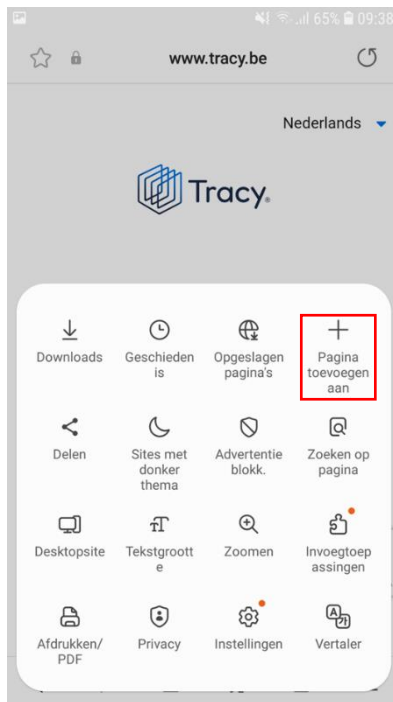 65% 09:38
www.tracy.be
Nederlands
Tracy®
Downloads
Geschieden
is
Opgeslagen
pagina's
Pagina
toevoegen
aan
Delen
Sites met
donker
thema
Advertentie
blokk.
Zoeken op
pagina
Desktopsite
Tekstgroott
e
Zoomen
Invoegtoep
assingen
Afdrukken/
PDF
Privacy
Instellingen
Vertaler